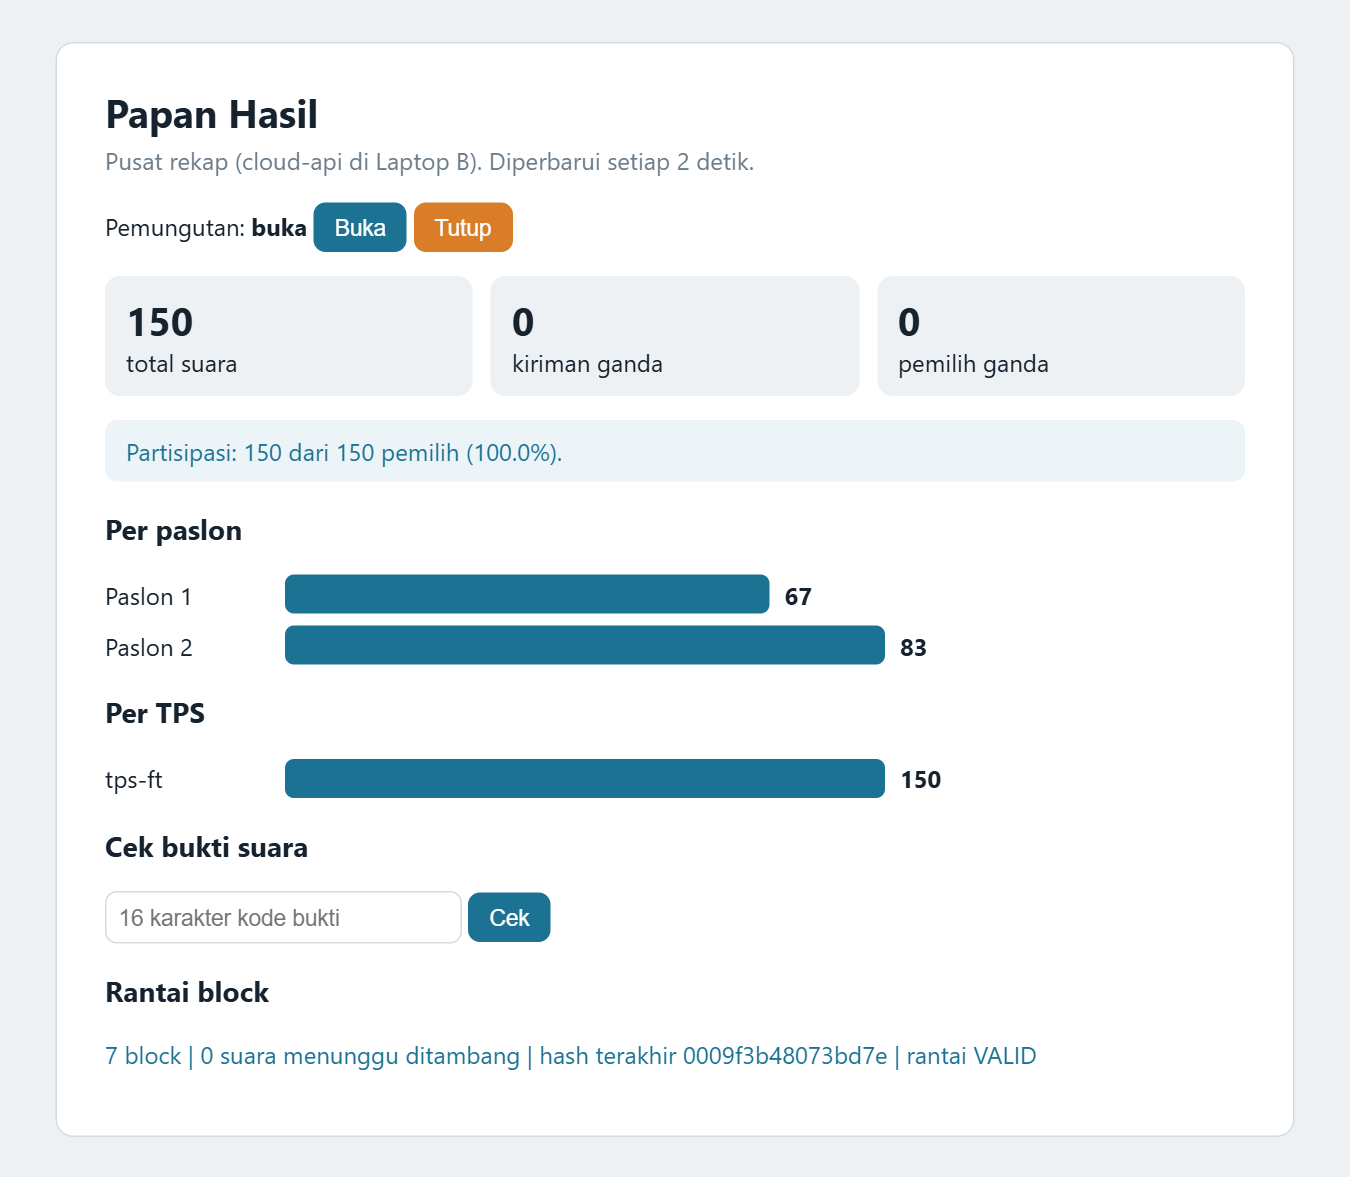 Papan Hasil
Pusat rekap (cloud-api di Laptop B). Diperbarui setiap 2 detik.
Pemungutan: buka Buka Tutup
150
total suara
0
kiriman ganda
0
pemilih ganda
Partisipasi: 150 dari 150 pemilih (100.0%).
Per paslon
Paslon 1 67
Paslon 2 83
Per TPS
tps-ft 150
Cek bukti suara
16 karakter kode bukti Cek
Rantai block
7 block | 0 suara menunggu ditambang | hash terakhir 0009f3b48073bd7e | rantai VALID